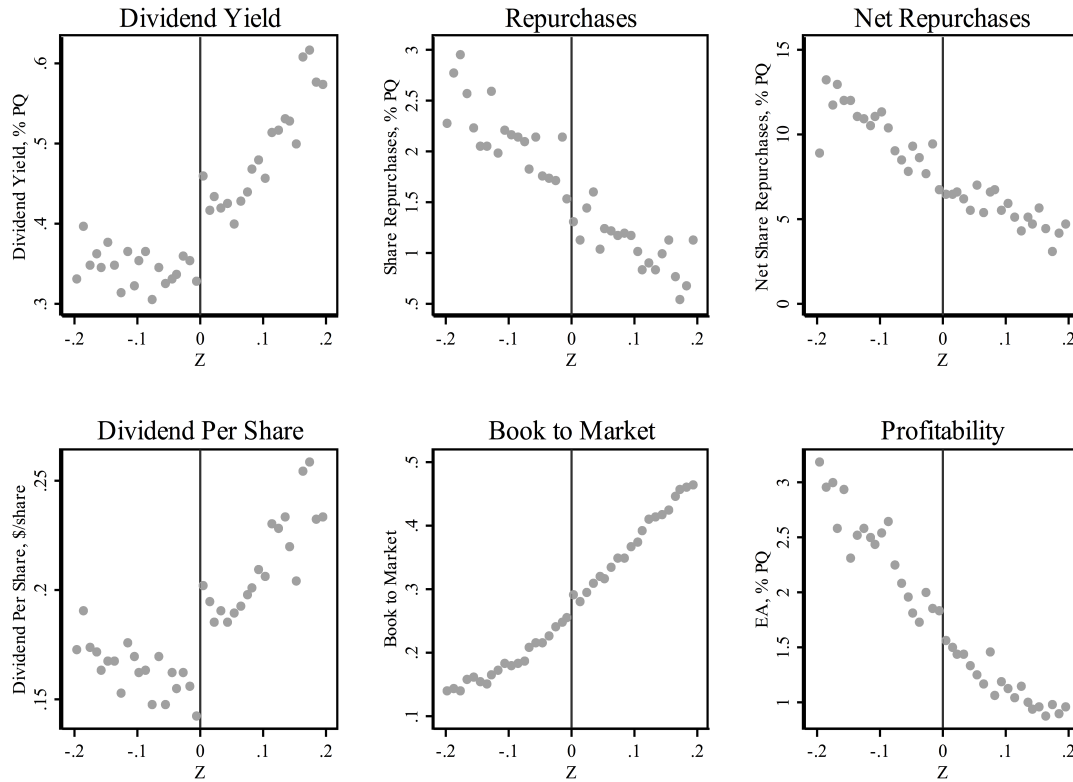 Dividend Yield
Dividend Yield, % PQ
.6
.5
.4
.3
-.2 -.1 0 .1 .2
Z
Repurchases
Share Repurchases, % PQ
3
2.5
2
1.5
1
.5
-.2 -.1 0 .1 .2
Z
Net Repurchases
Net Share Repurchases, % PQ
15
10
5
0
-.2 -.1 0 .1 .2
Z
Dividend Per Share
Dividend Per Share, $/share
.25
.2
.15
-.2 -.1 0 .1 .2
Z
Book to Market
Book to Market
.5
.4
.3
.2
.1
-.2 -.1 0 .1 .2
Z
Profitability
EA, % PQ
3
2.5
2
1.5
1
-.2 -.1 0 .1 .2
Z